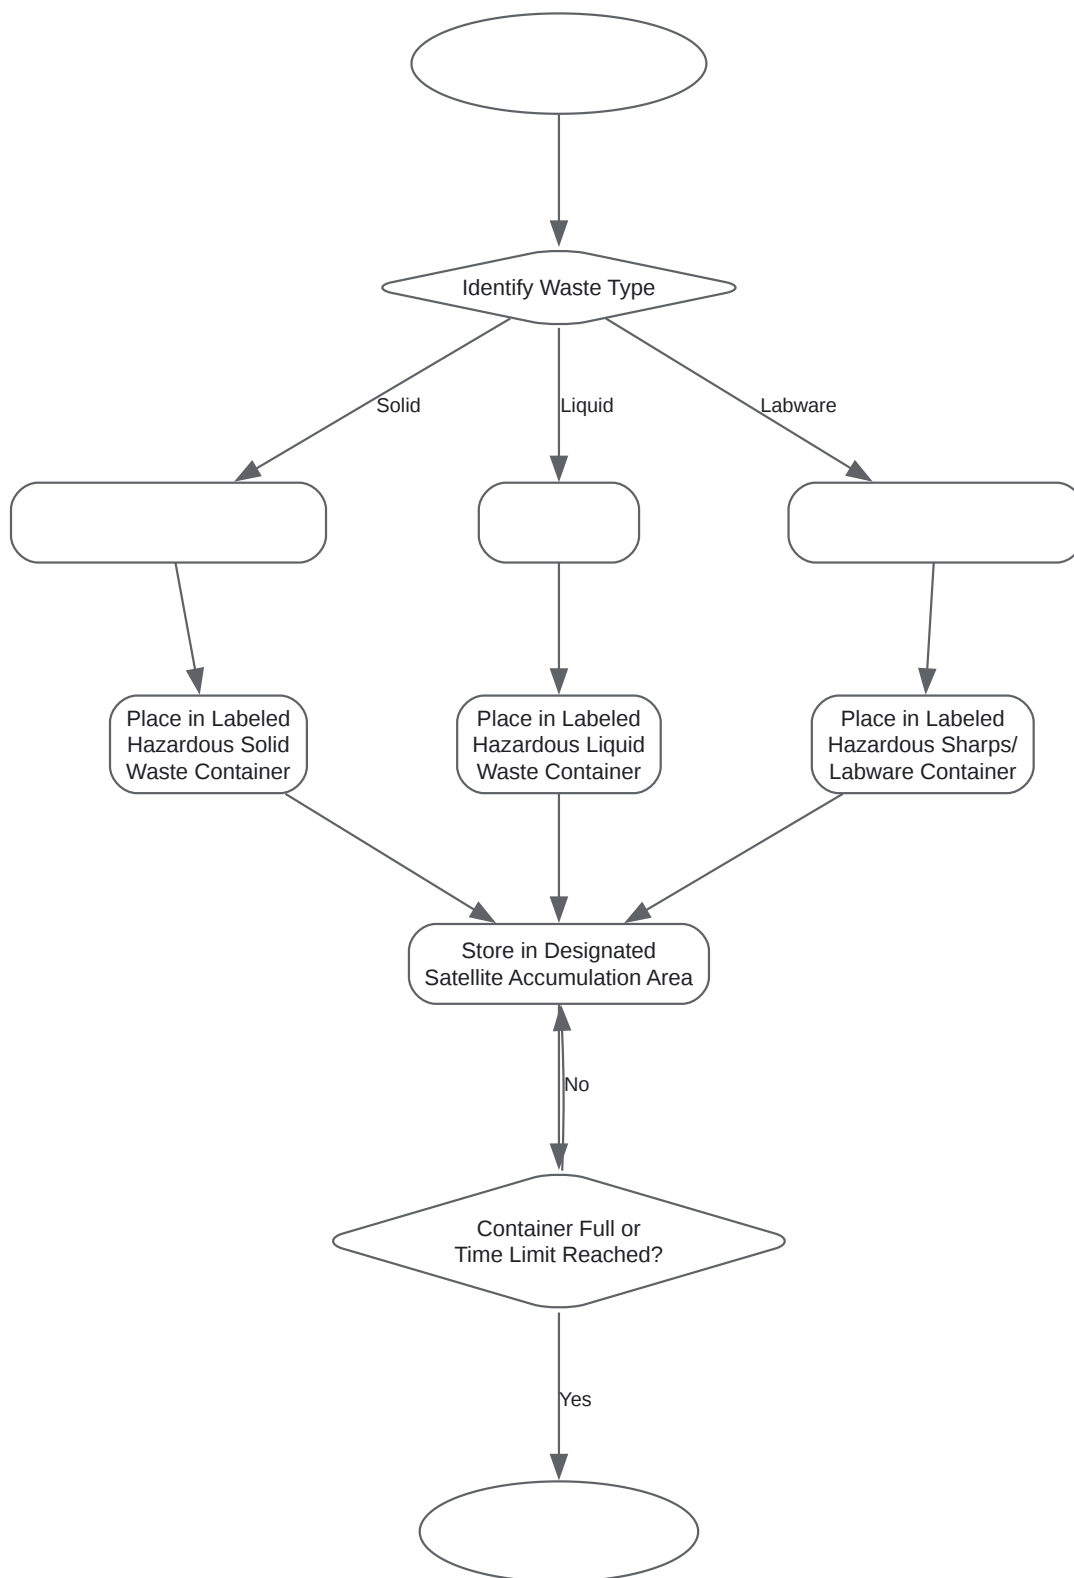 Identify Waste Type
Solid
Liquid
Labware
Place in Labeled
Hazardous Solid
Waste Container
Place in Labeled
Hazardous Liquid
Waste Container
Place in Labeled
Hazardous Sharps/
Labware Container
Store in Designated
Satellite Accumulation Area
No
Container Full or
Time Limit Reached?
Yes